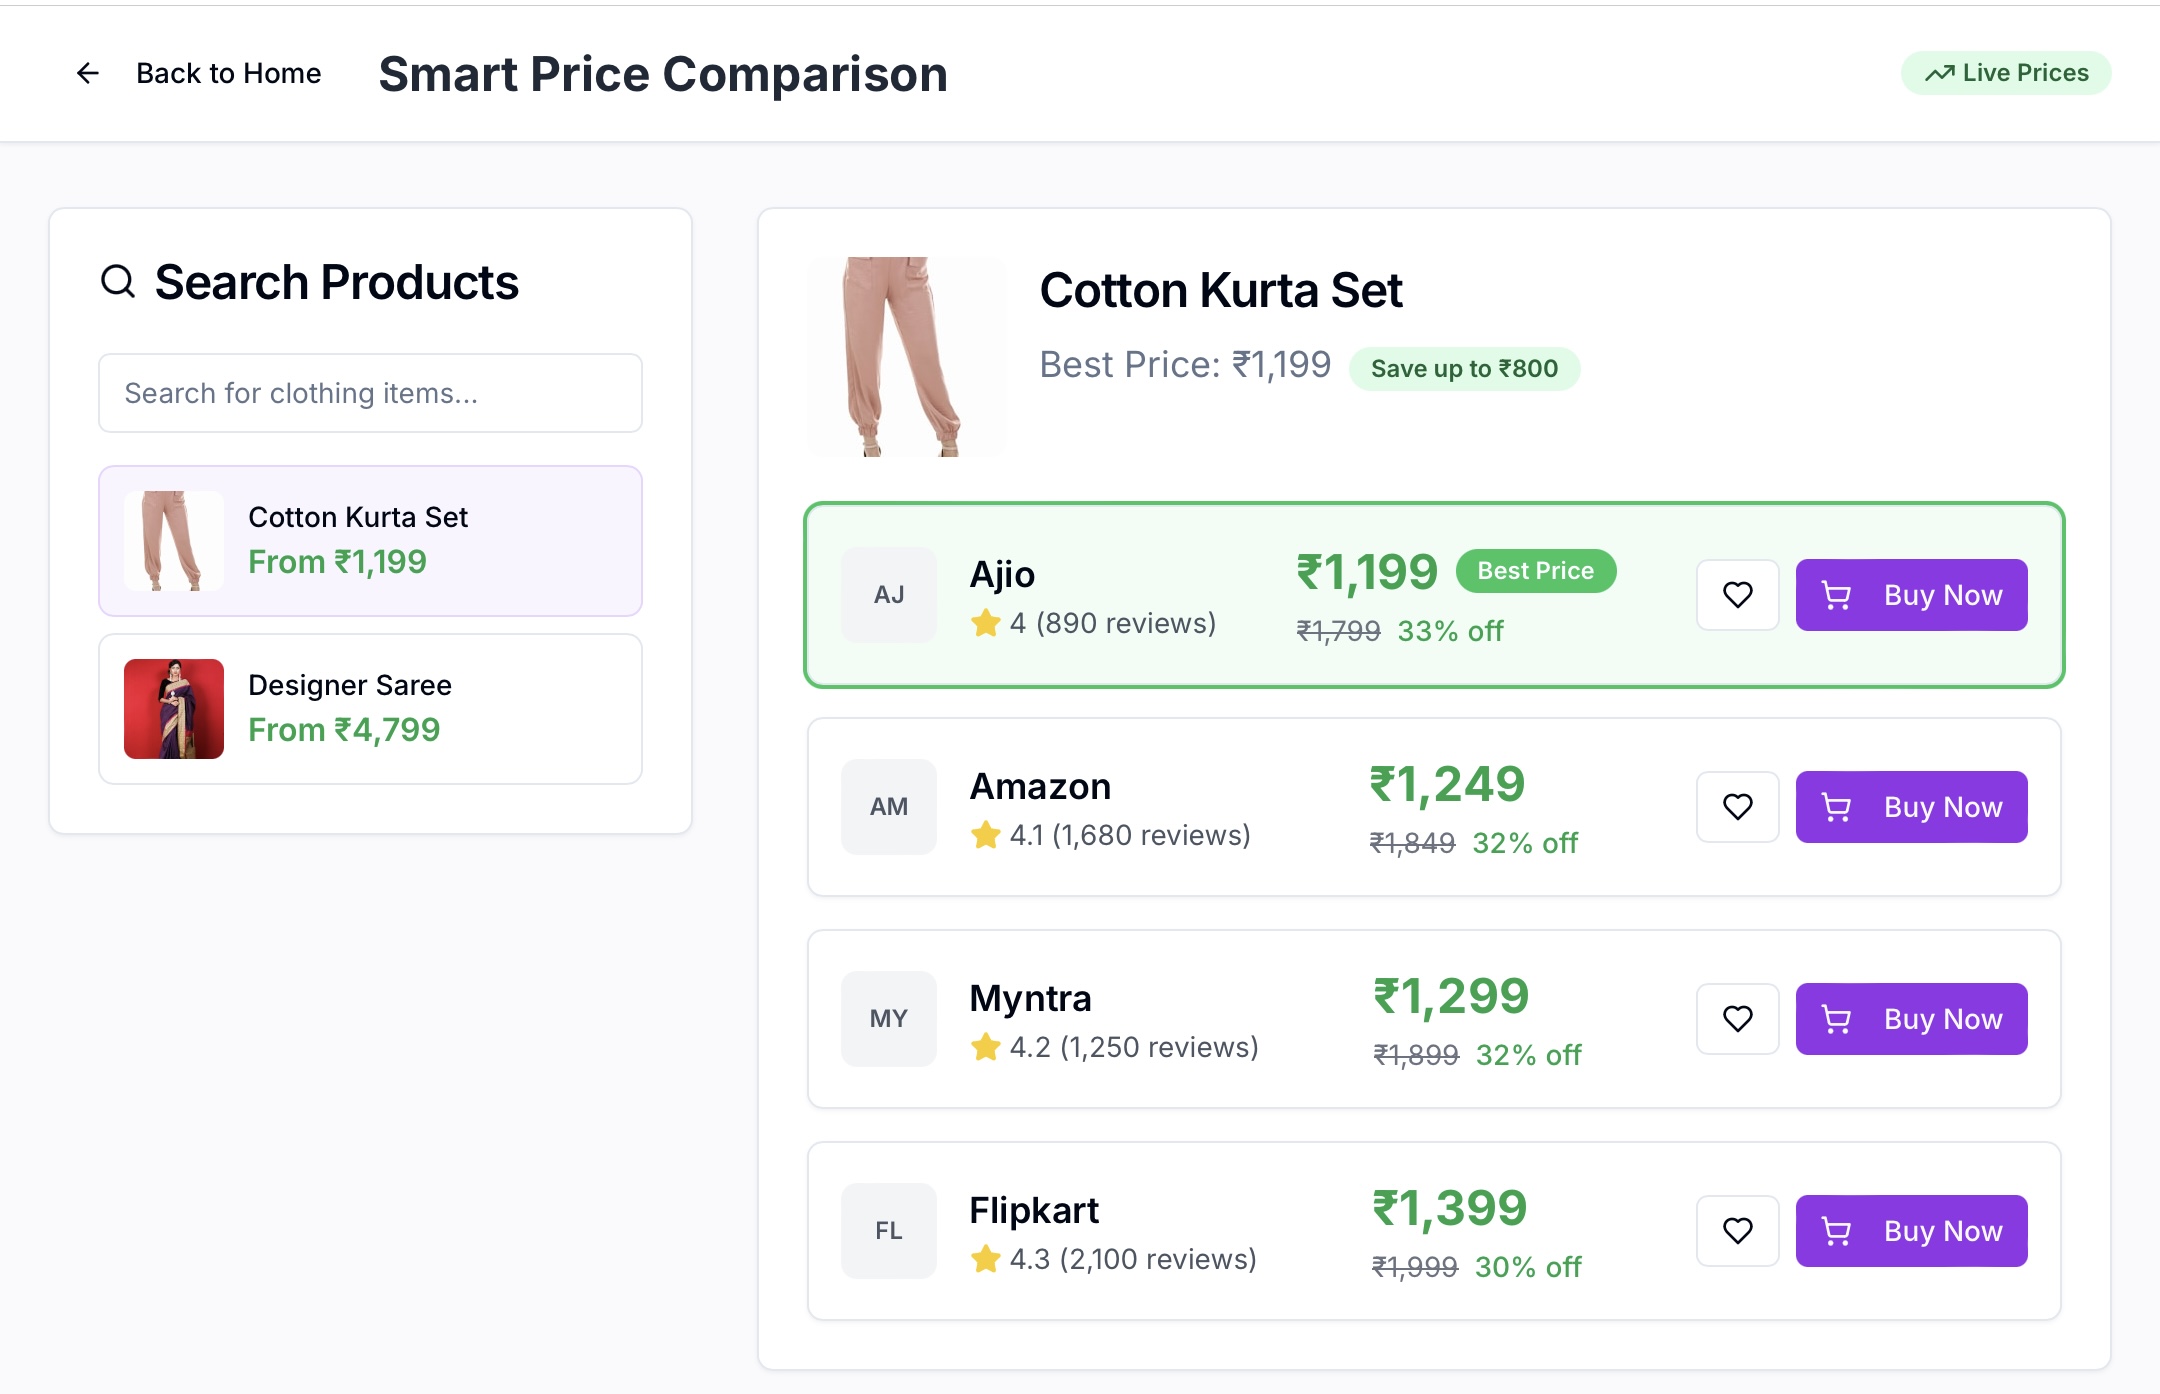 Back to Home
Smart Price Comparison
Live Prices
Search Products
Search for clothing items...
Cotton Kurta Set
From ₹1,199
Designer Saree
From ₹4,799
Cotton Kurta Set
Best Price: ₹1,199
Save up to ₹800
AJ
Ajio
4 (890 reviews)
₹1,199
Best Price
₹1,799 33% off
Buy Now
AM
Amazon
4.1 (1,680 reviews)
₹1,249
₹1,849 32% off
Buy Now
MY
Myntra
4.2 (1,250 reviews)
₹1,299
₹1,899 32% off
Buy Now
FL
Flipkart
4.3 (2,100 reviews)
₹1,399
₹1,999 30% off
Buy Now